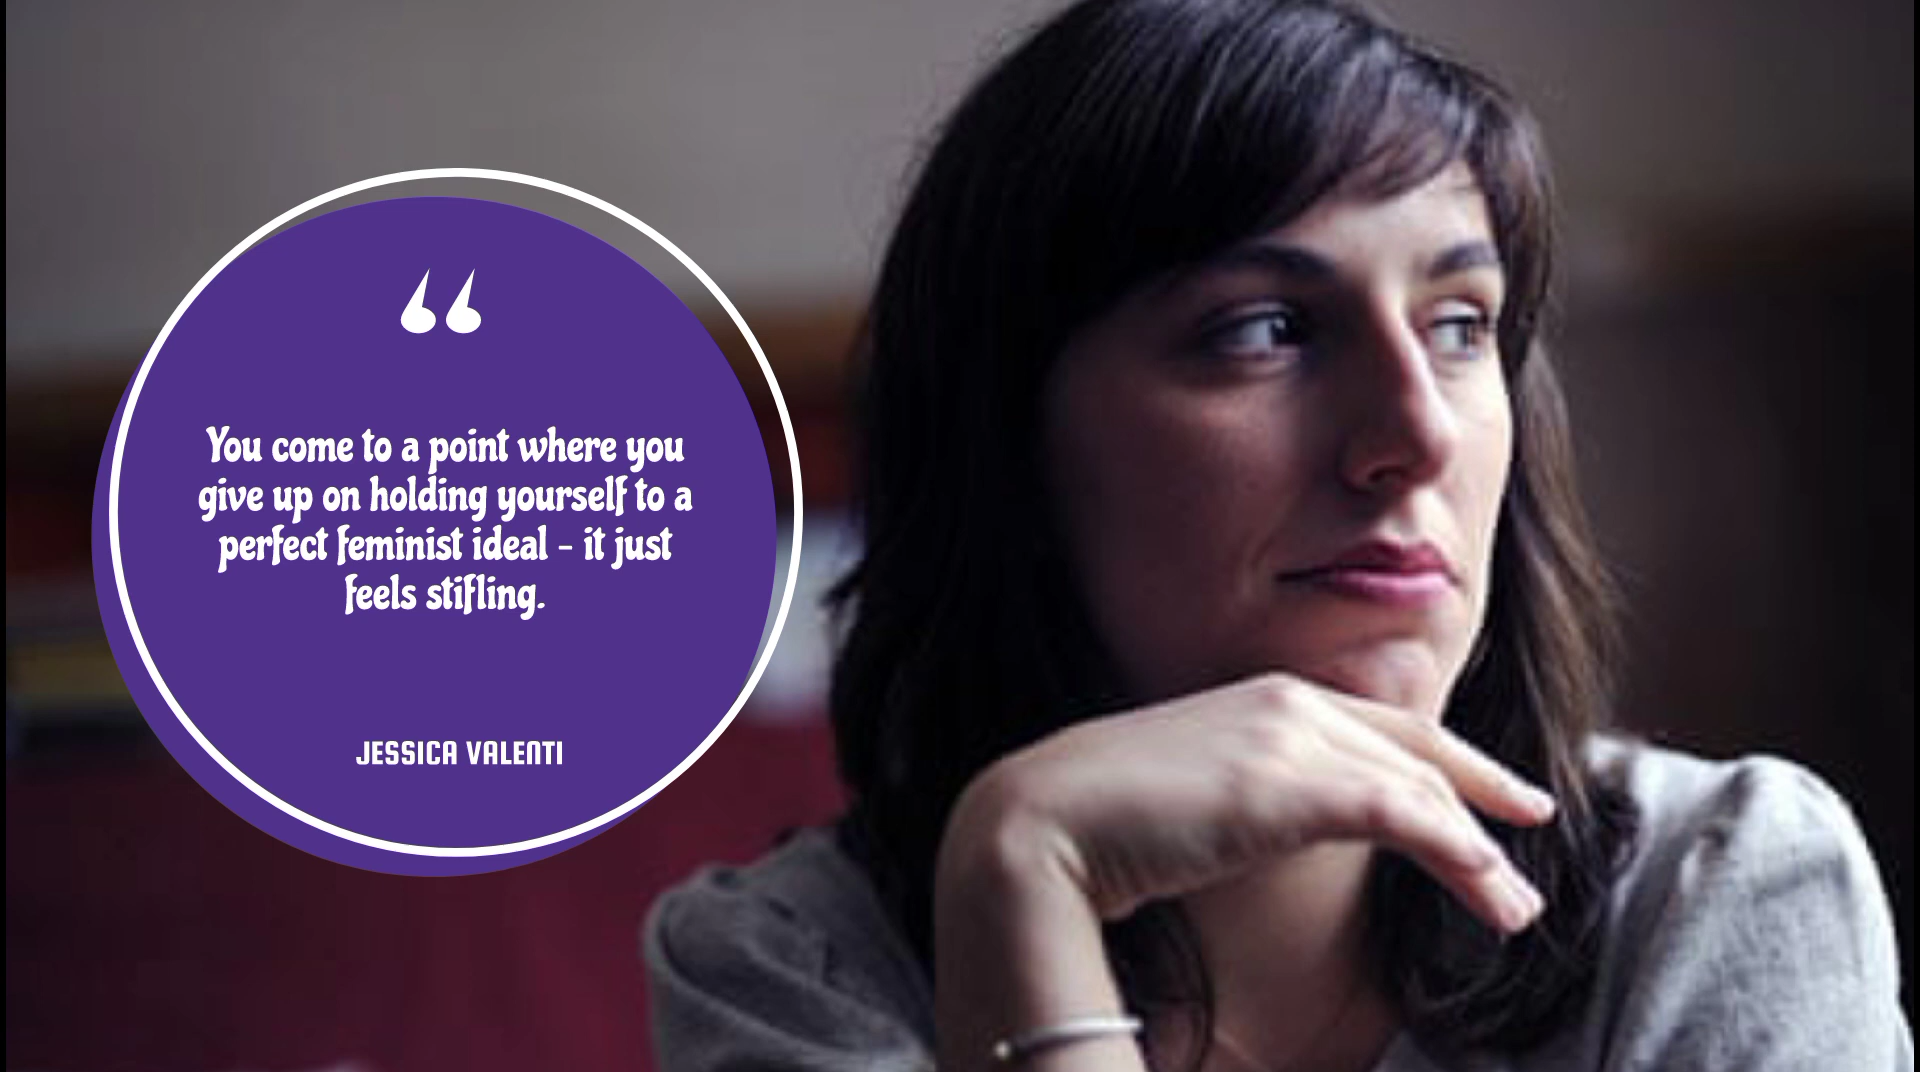 “
You come to a point where you
give up on holding yourself to a
perfect feminist ideal - it just
feels stifling.
JESSICA VALENTI